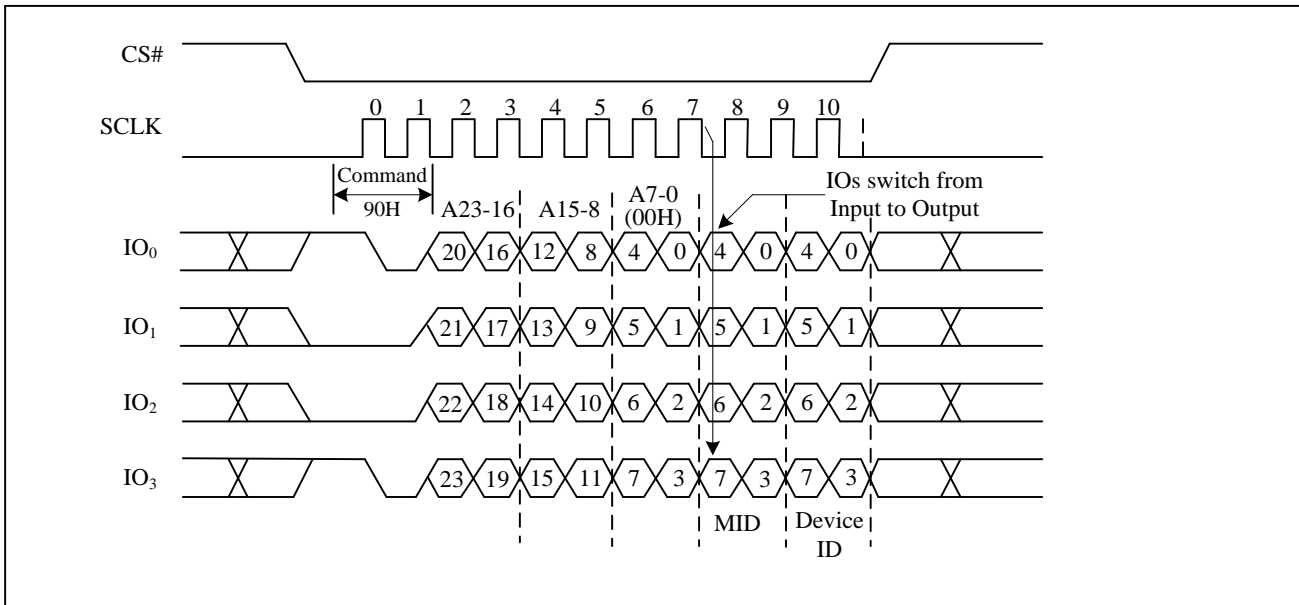 CS#
0 1 2 3 4 5 6 7 8 9 10
SCLK
Command
90H
A23-16
A15-8
A7-0
(00H)
IOs switch from
Input to Output
IO0
20 16 12 8 4 0 4 0 4 0
IO1
21 17 13 9 5 1 5 1 5 1
IO2
22 18 14 10 6 2 6 2 6 2
IO3
23 19 15 11 7 3 7 3 7 3
MID
Device
ID